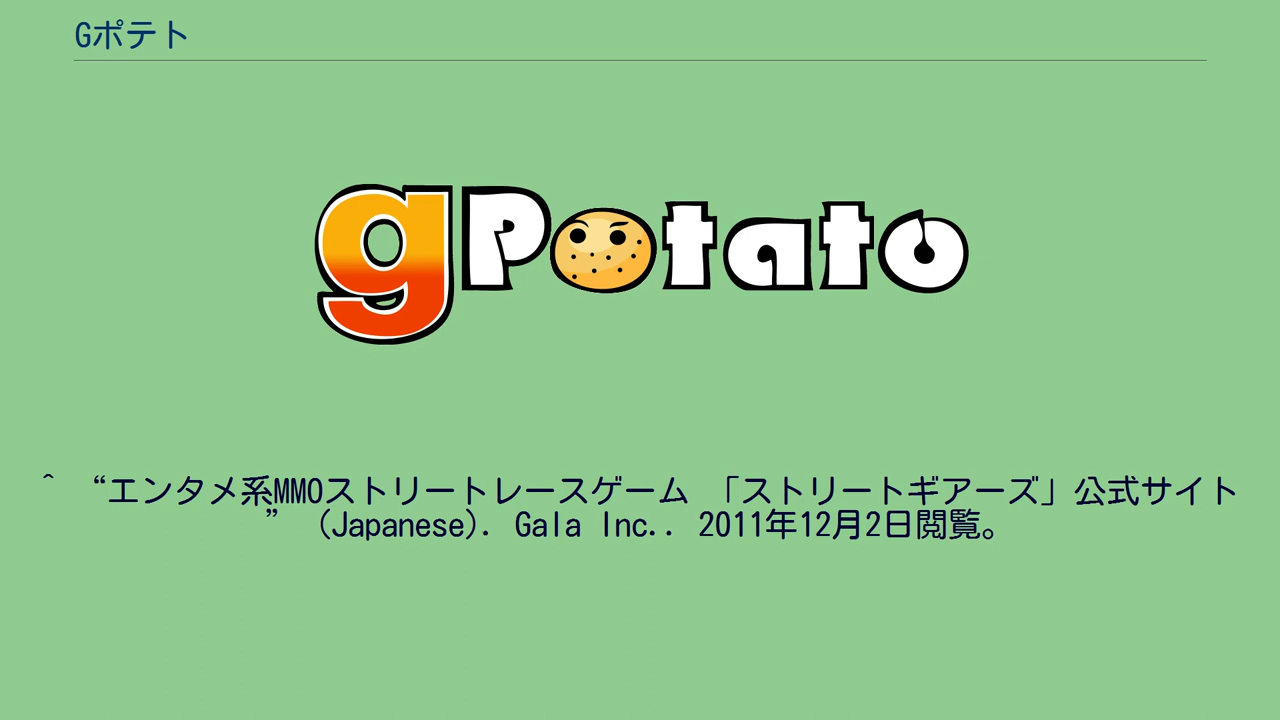 Gポテト
gPotato
^ “エンタメ系MMOストリートレースゲーム 「ストリートギアーズ」公式サイト
” (Japanese). Gala Inc.. 2011年12月2日閲覧。